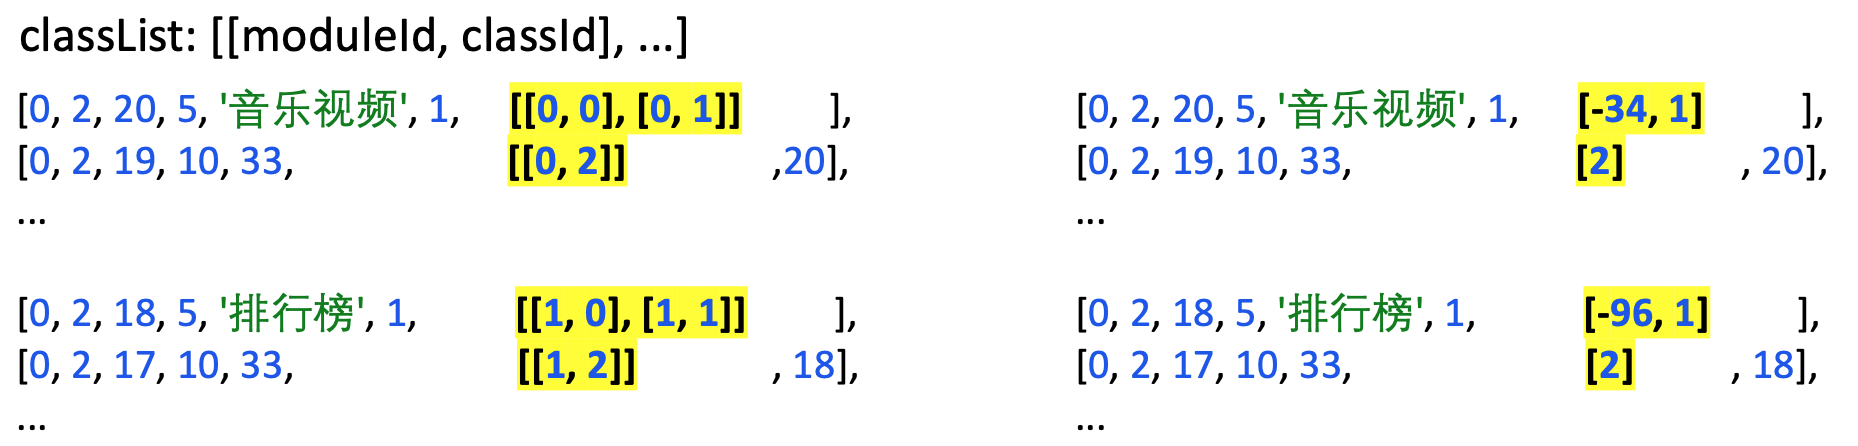 classList: [[moduleId, classId], ...]
[0, 2, 20, 5, '音乐视频', 1, [[0, 0], [0, 1]] ],
[0, 2, 19, 10, 33, [[0, 2]] ,20],
...
[0, 2, 18, 5, '排行榜', 1, [[1, 0], [1, 1]] ],
[0, 2, 17, 10, 33, [[1, 2]] , 18],
...
[0, 2, 20, 5, '音乐视频', 1, [-34, 1] ],
[0, 2, 19, 10, 33, [2] , 20],
...
[0, 2, 18, 5, '排行榜', 1, [-96, 1] ],
[0, 2, 17, 10, 33, [2] , 18],
...